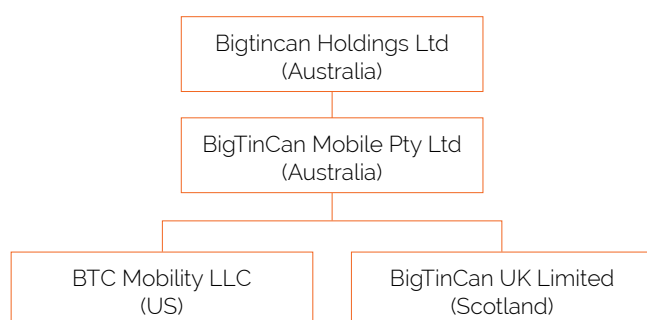 Bigtincan Holdings Ltd
(Australia)
BigTinCan Mobile Pty Ltd
(Australia)
BTC Mobility LLC
(US)
BigTinCan UK Limited
(Scotland)